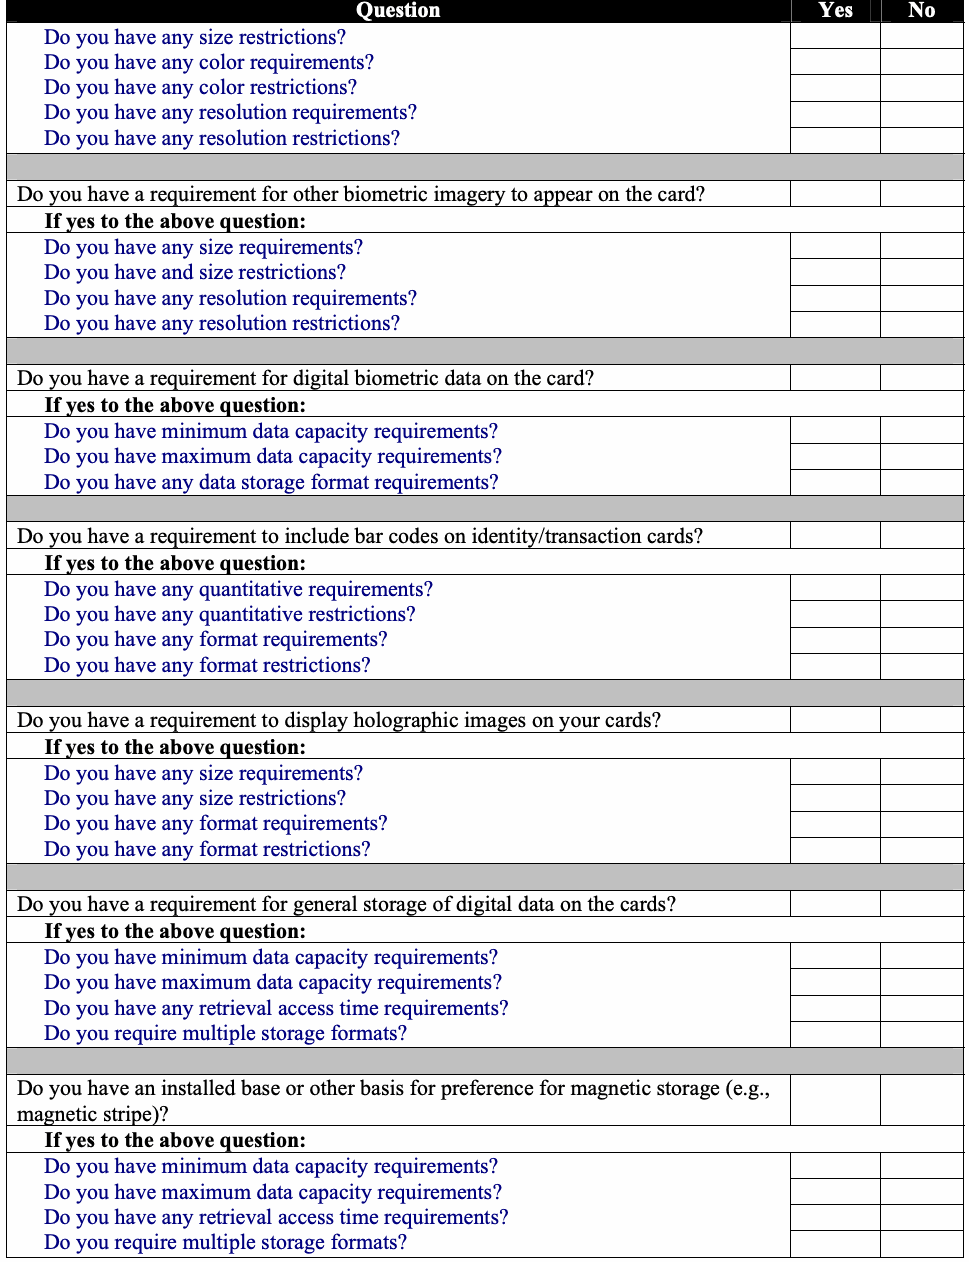 Question Yes No
Do you have any size restrictions?
Do you have any color requirements?
Do you have any color restrictions?
Do you have any resolution requirements?
Do you have any resolution restrictions?
Do you have a requirement for other biometric imagery to appear on the card?
If yes to the above question:
Do you have any size requirements?
Do you have and size restrictions?
Do you have any resolution requirements?
Do you have any resolution restrictions?
Do you have a requirement for digital biometric data on the card?
If yes to the above question:
Do you have minimum data capacity requirements?
Do you have maximum data capacity requirements?
Do you have any data storage format requirements?
Do you have a requirement to include bar codes on identity/transaction cards?
If yes to the above question:
Do you have any quantitative requirements?
Do you have any quantitative restrictions?
Do you have any format requirements?
Do you have any format restrictions?
Do you have a requirement to display holographic images on your cards?
If yes to the above question:
Do you have any size requirements?
Do you have any size restrictions?
Do you have any format requirements?
Do you have any format restrictions?
Do you have a requirement for general storage of digital data on the cards?
If yes to the above question:
Do you have minimum data capacity requirements?
Do you have maximum data capacity requirements?
Do you have any retrieval access time requirements?
Do you require multiple storage formats?
Do you have an installed base or other basis for preference for magnetic storage (e.g.,
magnetic stripe)?
If yes to the above question:
Do you have minimum data capacity requirements?
Do you have maximum data capacity requirements?
Do you have any retrieval access time requirements?
Do you require multiple storage formats?